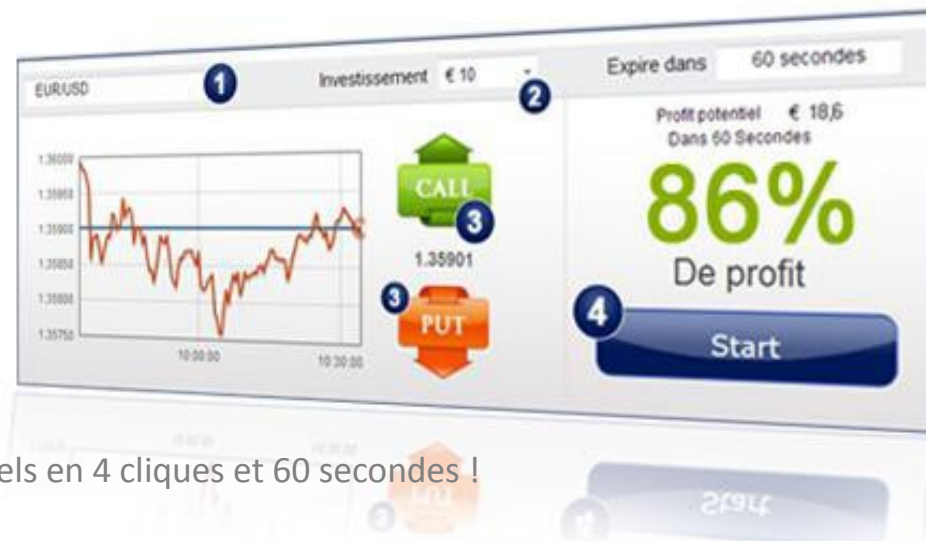 EUR/USD
1
Investissement € 10
2
Expire dans 60 secondes
Profit potentiel € 18,6
Dans 60 Secondes
86%
De profit
1.36000
1.35950
1.35900
1.35850
1.35800
1.35750
10:00:00
10:30:00
CALL
3
1.35901
3
PUT
4
Start
els en 4 cliques et 60 secondes !